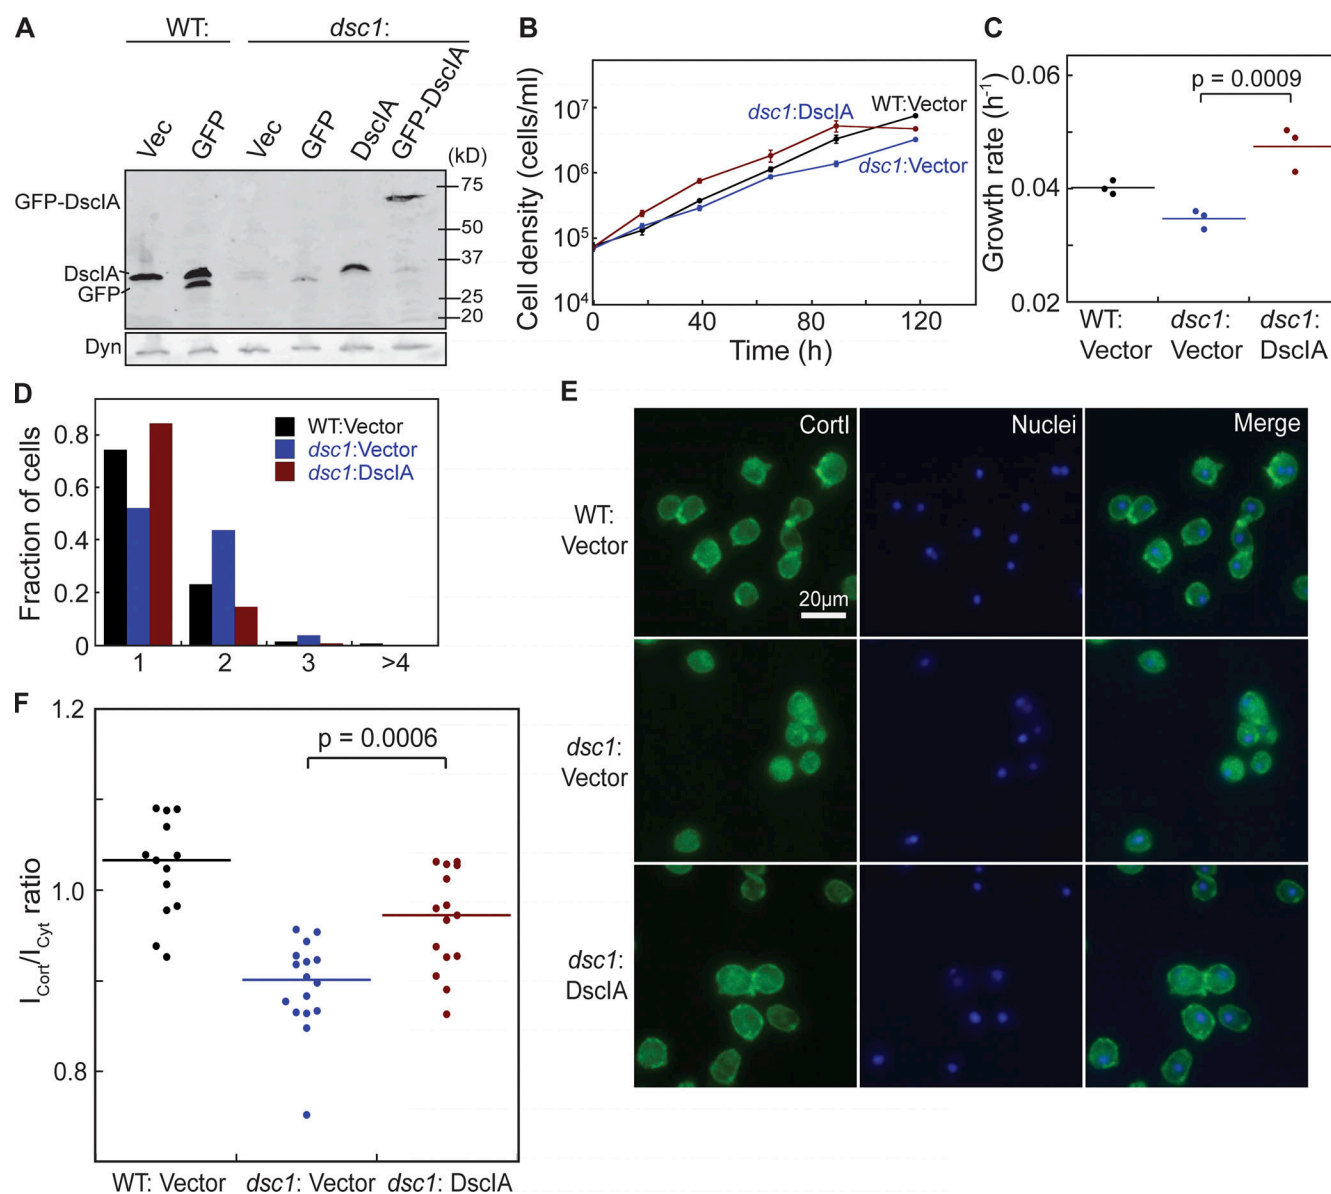 A
WT:
dsc1:
Vec
GFP
Vec
GFP
DscIA
GFP-DscIA
(kD)
GFP-DscIA
DscIA
GFP
75
50
37
25
20
Dyn
B
Cell density (cells/ml)
10⁷
10⁶
10⁵
10⁴
dsc1:DscIA
WT:Vector
dsc1:Vector
0
40
80
120
Time (h)
C
Growth rate (h⁻¹)
0.06
0.04
0.02
p = 0.0009
WT:
Vector
dsc1:
Vector
dsc1:
DscIA
D
Fraction of cells
0.8
0.6
0.4
0.2
0
WT:Vector
dsc1:Vector
dsc1:DscIA
1
2
3
>4
E
CortI
Nuclei
Merge
WT:
Vector
20μm
dsc1:
Vector
dsc1:
DscIA
F
I_Cort/I_Cyt ratio
1.2
1.0
0.8
p = 0.0006
WT: Vector
dsc1: Vector
dsc1: DscIA